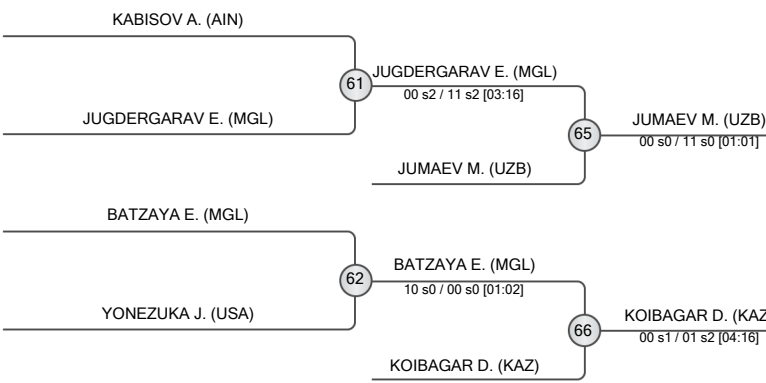 KABISOV A. (AIN)
61
JUGDERGARAV E. (MGL)
00 s2 / 11 s2 [03:16]
JUGDERGARAV E. (MGL)
65
JUMAEV M. (UZB)
00 s0 / 11 s0 [01:01]
JUMAEV M. (UZB)
BATZAYA E. (MGL)
62
BATZAYA E. (MGL)
10 s0 / 00 s0 [01:02]
YONEZUKA J. (USA)
66
KOIBAGAR D. (KAZ
00 s1 / 01 s2 [04:16]
KOIBAGAR D. (KAZ)